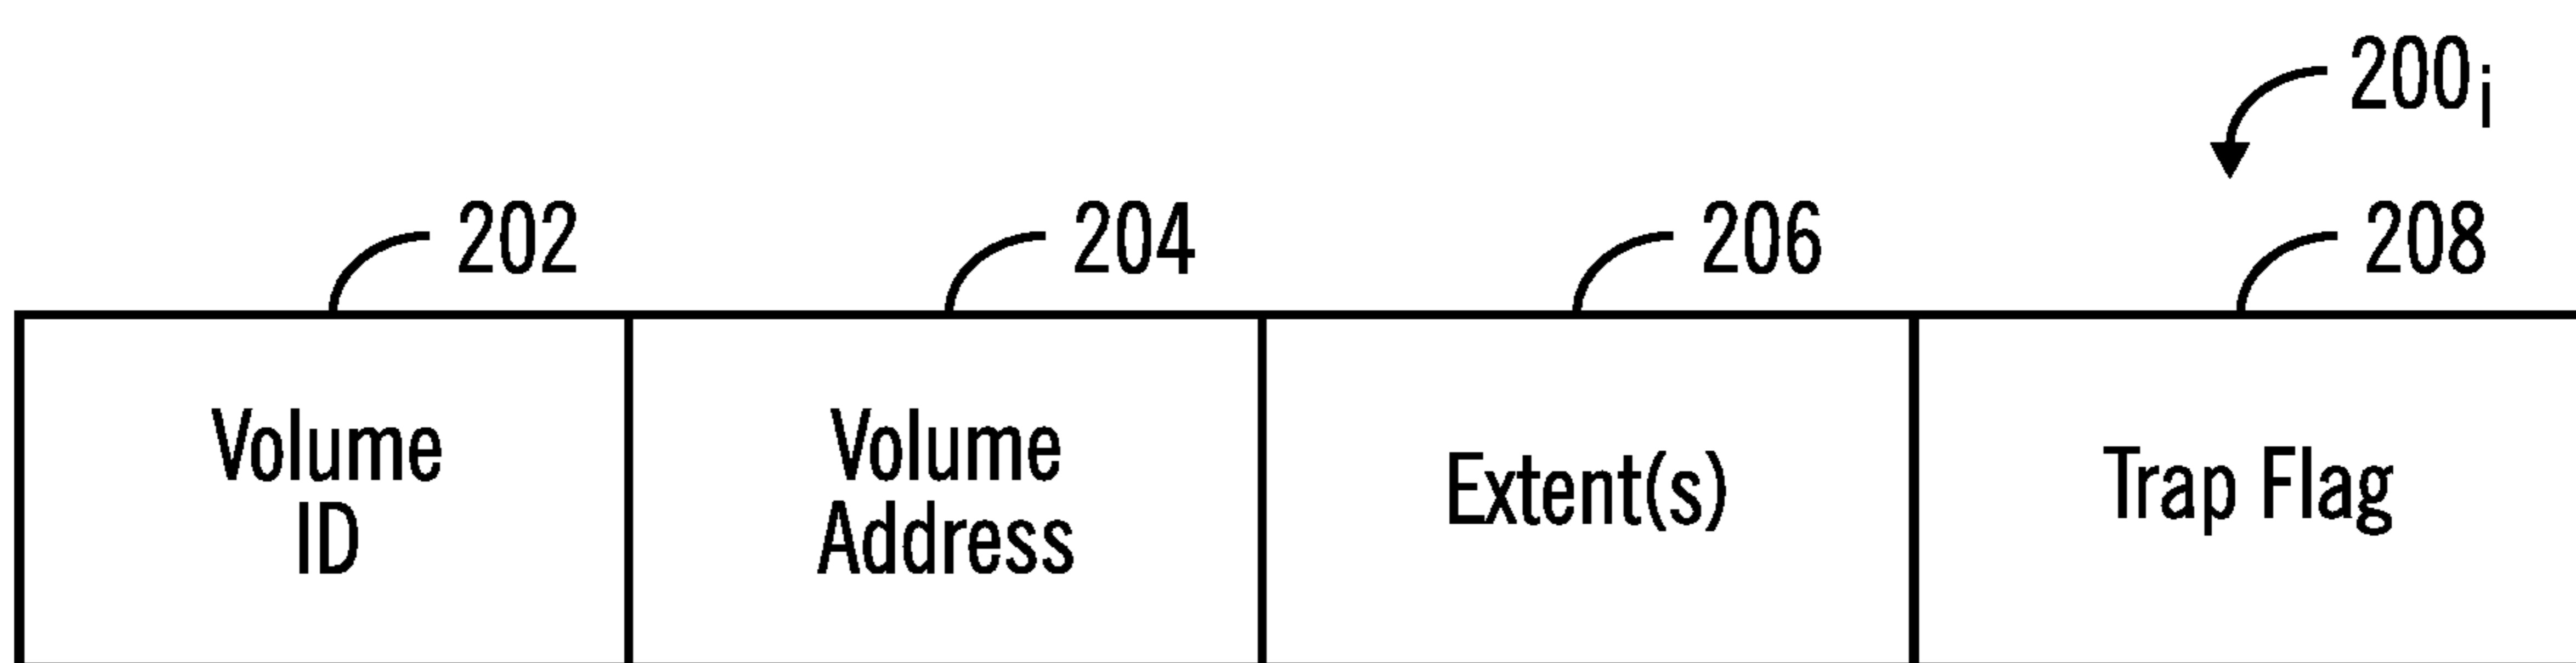 200i
202
204
206
208
Volume
ID
Volume
Address
Extent(s)
Trap Flag